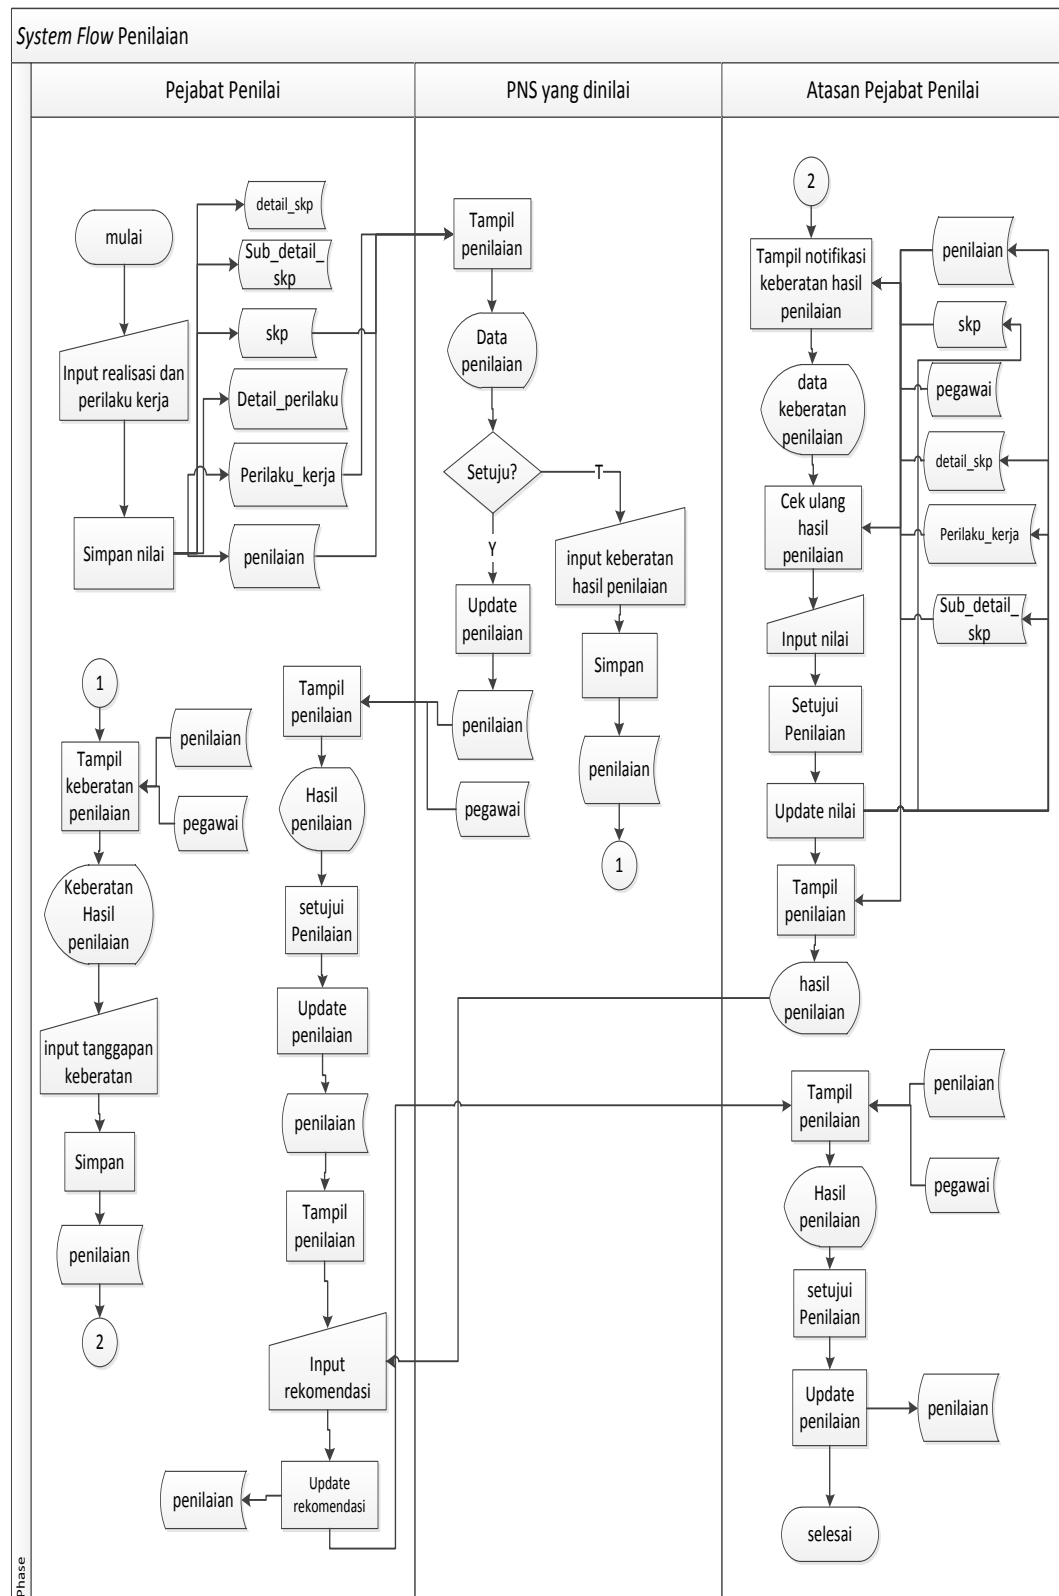 System Flow Penilaian
Pejabat Penilai
PNS yang dinilai
Atasan Pejabat Penilai
mulai
Input realisasi dan
perilaku kerja
Simpan nilai
detail_skp
Sub_detail_
skp
skp
Detail_perilaku
Perilaku_kerja
penilaian
1
Tampil
keberatan
penilaian
penilaian
pegawai
Keberatan
Hasil
penilaian
input tanggapan
keberatan
Simpan
penilaian
2
Tampil
penilaian
Hasil
penilaian
setujui
Penilaian
Update
penilaian
penilaian
Tampil
penilaian
Input
rekomendasi
Update
rekomendasi
penilaian
Tampil
penilaian
Data
penilaian
Setuju?
T
Y
input keberatan
hasil penilaian
Update
penilaian
Simpan
penilaian
penilaian
pegawai
1
2
Tampil notifikasi
keberatan hasil
penilaian
data
keberatan
penilaian
Cek ulang
hasil
penilaian
Input nilai
Setujui
Penilaian
Update nilai
Tampil
penilaian
hasil
penilaian
penilaian
skp
pegawai
detail_skp
Perilaku_kerja
Sub_detail_
skp
Tampil
penilaian
penilaian
pegawai
Hasil
penilaian
setujui
Penilaian
Update
penilaian
penilaian
selesai
Phase